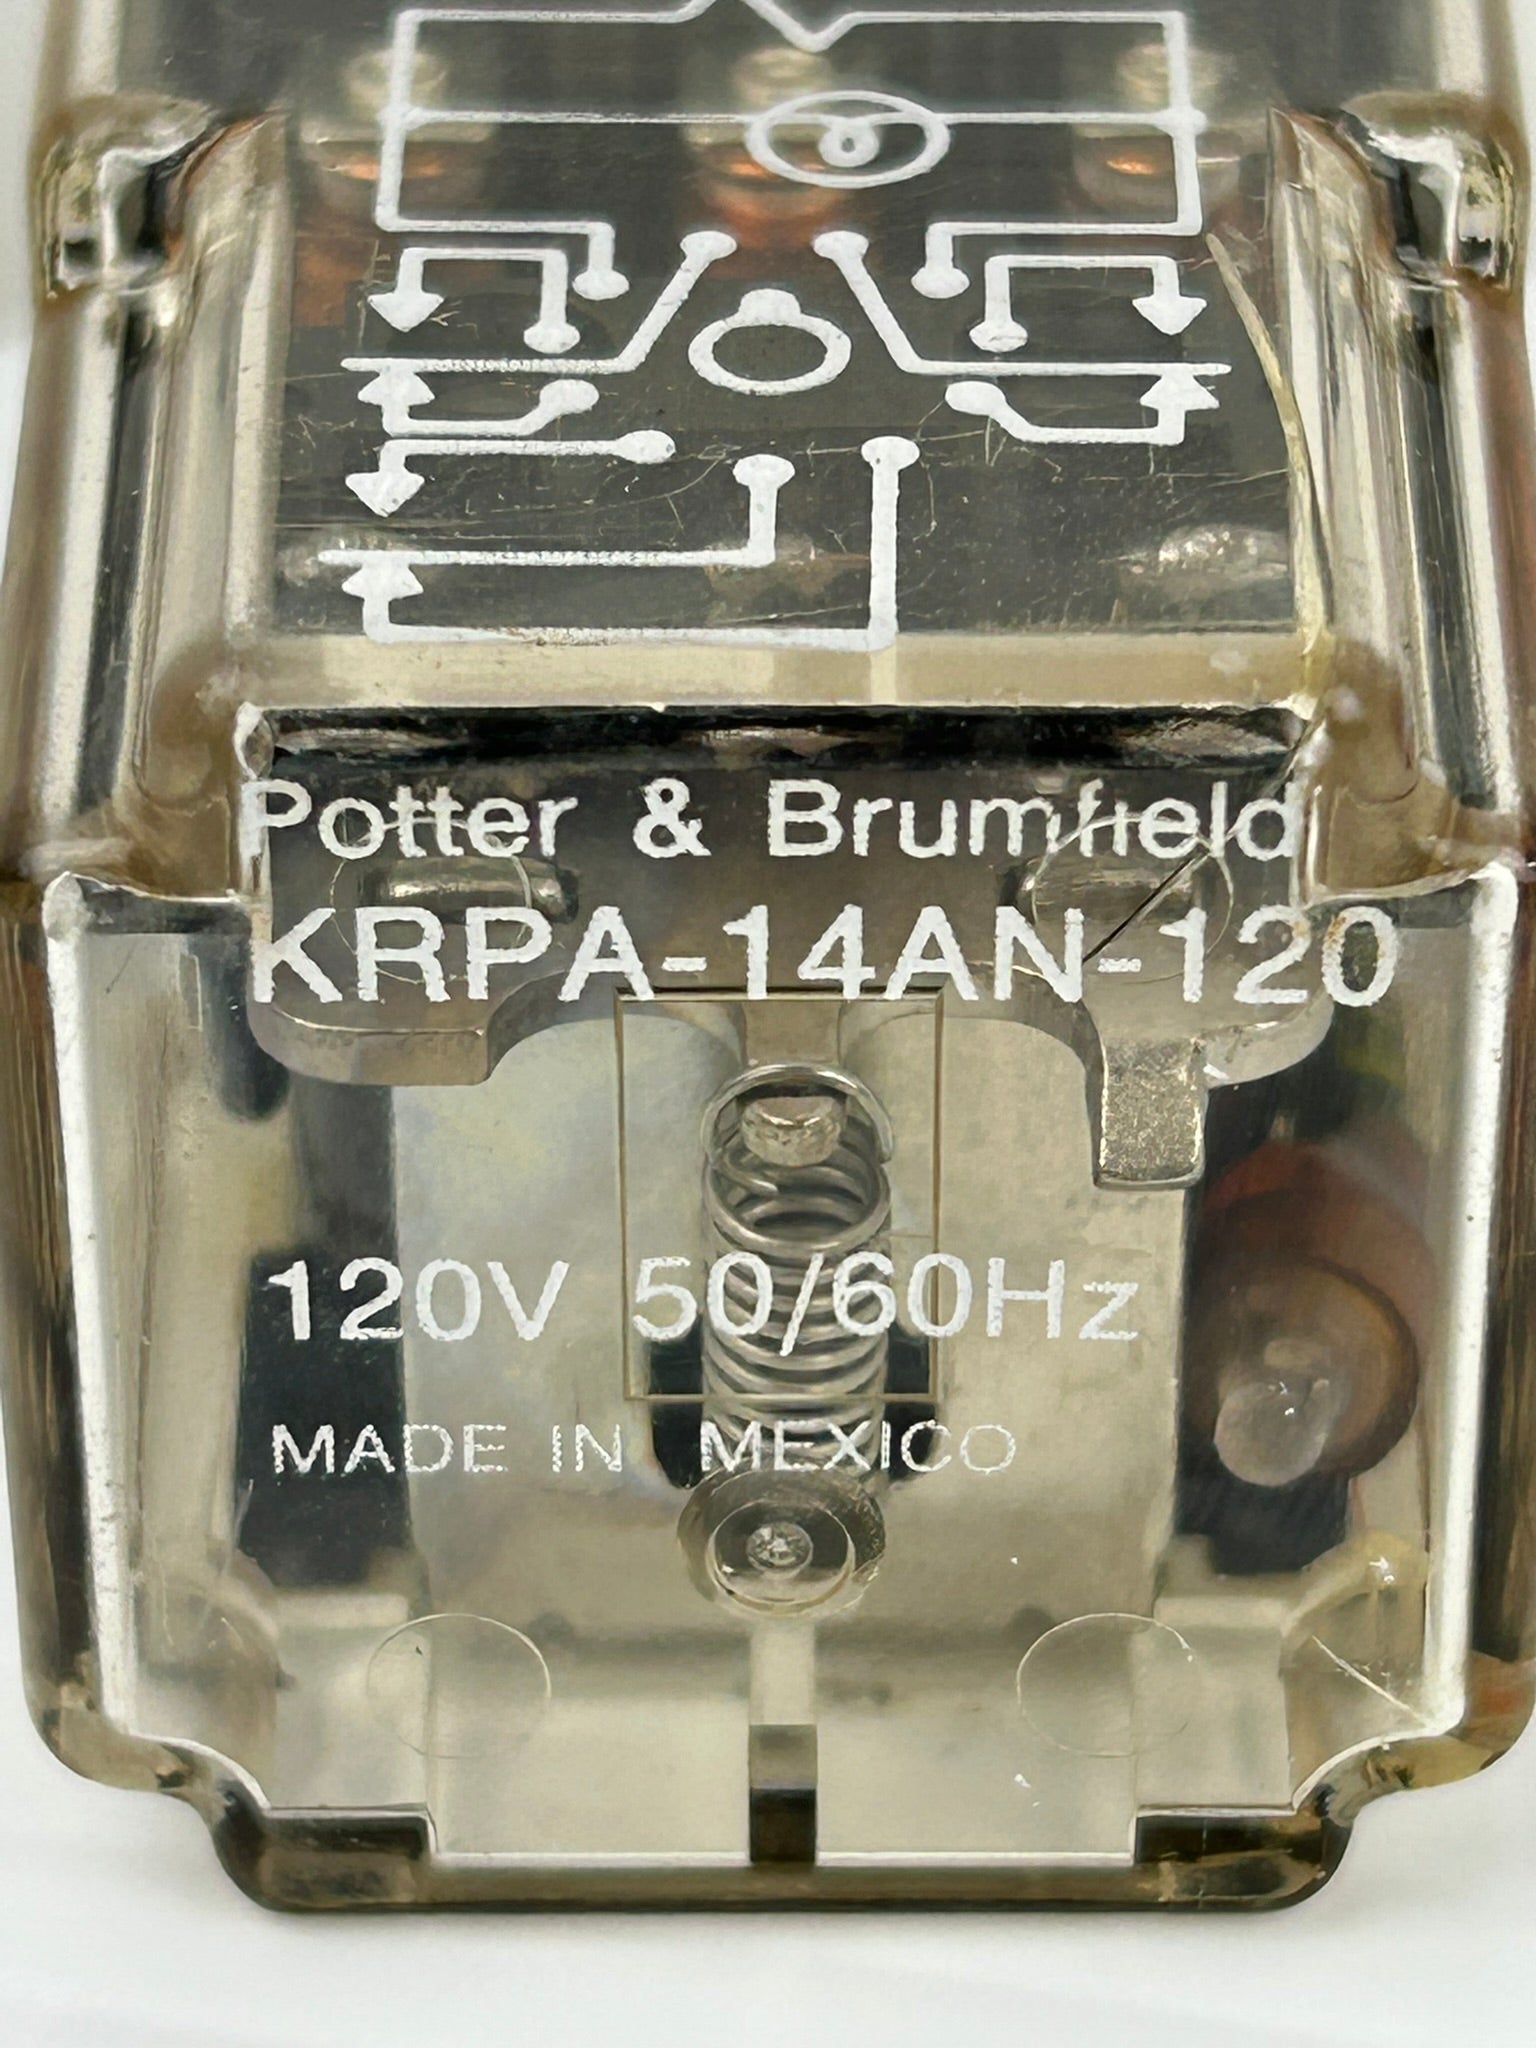 Potter & Brumfield
KRPA-14AN-120
120V 50/60Hz
MADE IN MEXICO